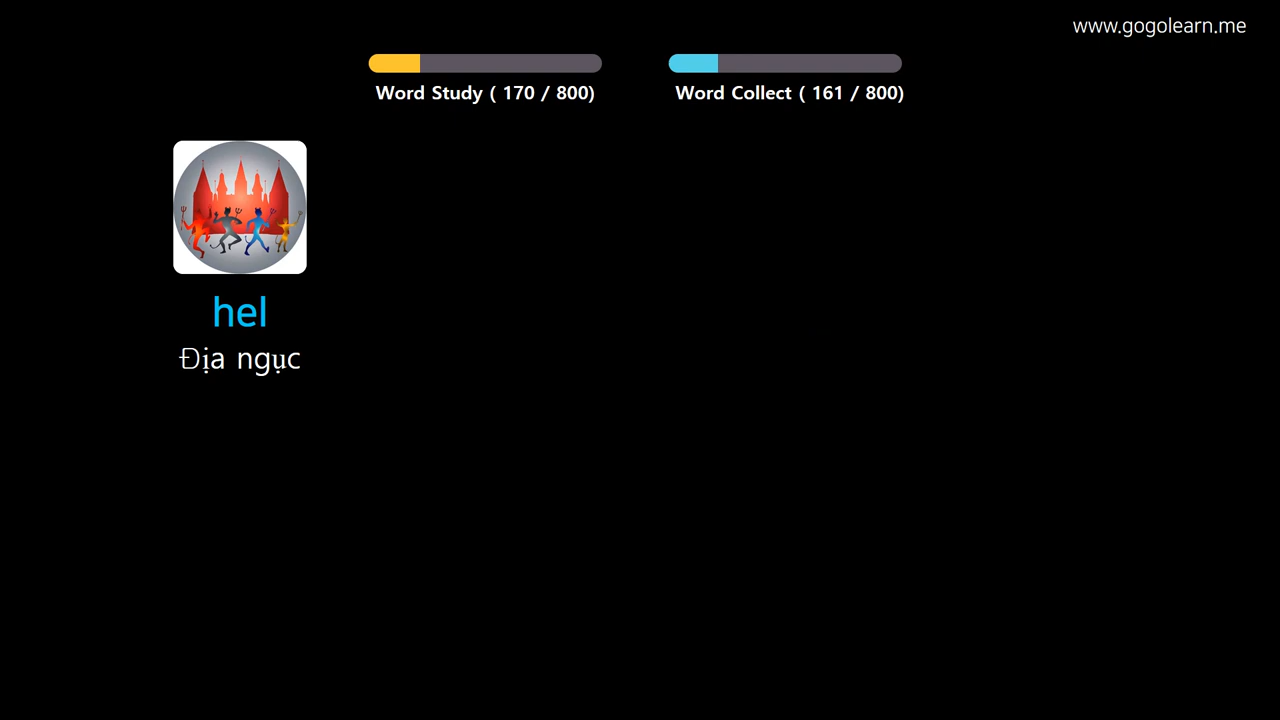 www.gogolearn.me
Word Study ( 170 / 800)
Word Collect ( 161 / 800)
hel
Địa ngục